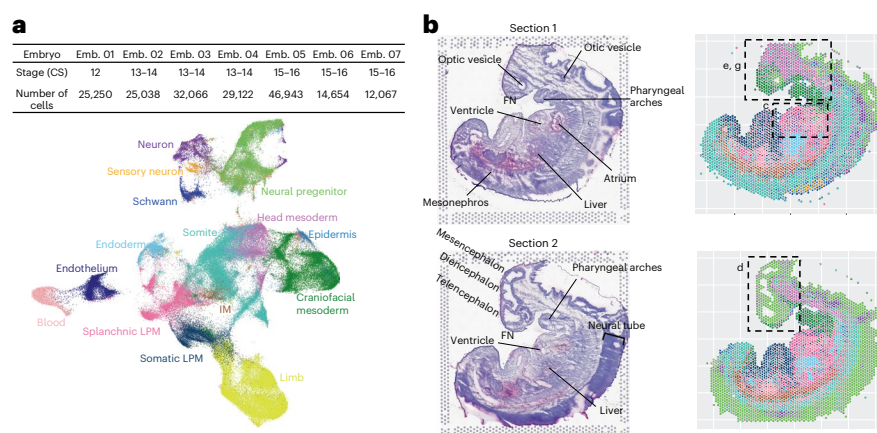 a
Embryo Emb. 01 Emb. 02 Emb. 03 Emb. 04 Emb. 05 Emb. 06 Emb. 07
Stage (CS) 12 13–14 13–14 13–14 15–16 15–16 15–16
Number of cells 25,250 25,038 32,066 29,122 46,943 14,654 12,067
Neuron
Sensory neuron
Schwann
Neural pregenitor
Head mesoderm
Somite
Epidermis
Endoderm
Endothelium
Craniofacial
mesoderm
IM
Blood
Splanchnic LPM
Somatic LPM
Limb
b
Section 1
Otic vesicle
Optic vesicle
FN
Pharyngeal
arches
Ventricle
Atrium
Mesonephros
Liver
e, g
c
Section 2
Mesencephalon
Diencephalon
Telencephalon
Pharyngeal arches
FN
Neural tube
Ventricle
Liver
d